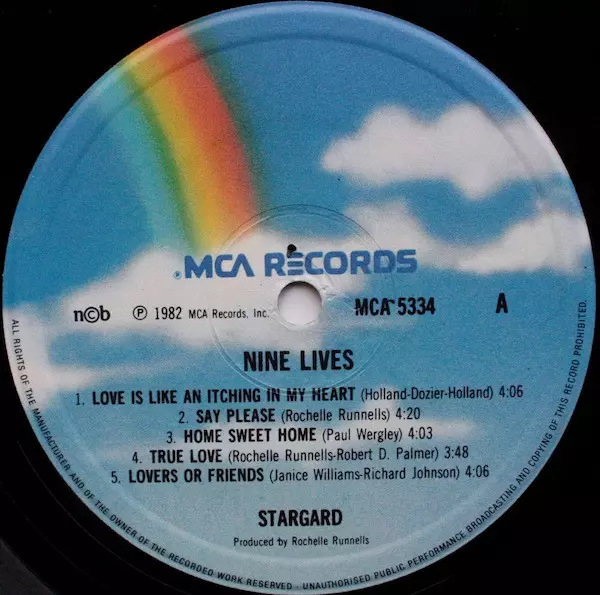 MCA RECORDS
n©b ℗ 1982 MCA Records, Inc. MCA 5334 A
NINE LIVES
1. LOVE IS LIKE AN ITCHING IN MY HEART (Holland-Dozier-Holland) 4:06
2. SAY PLEASE (Rochelle Runnells) 4:20
3. HOME SWEET HOME (Paul Wergley) 4:03
4. TRUE LOVE (Rochelle Runnells-Robert D. Palmer) 3:48
5. LOVERS OR FRIENDS (Janice Williams-Richard Johnson) 4:06
STARGARD
Produced by Rochelle Runnells
ALL RIGHTS OF THE MANUFACTURER AND OF THE OWNER OF THE RECORDED WORK RESERVED - UNAUTHORISED PUBLIC PERFORMANCE BROADCASTING AND COPYING OF THIS RECORD PROHIBITED.